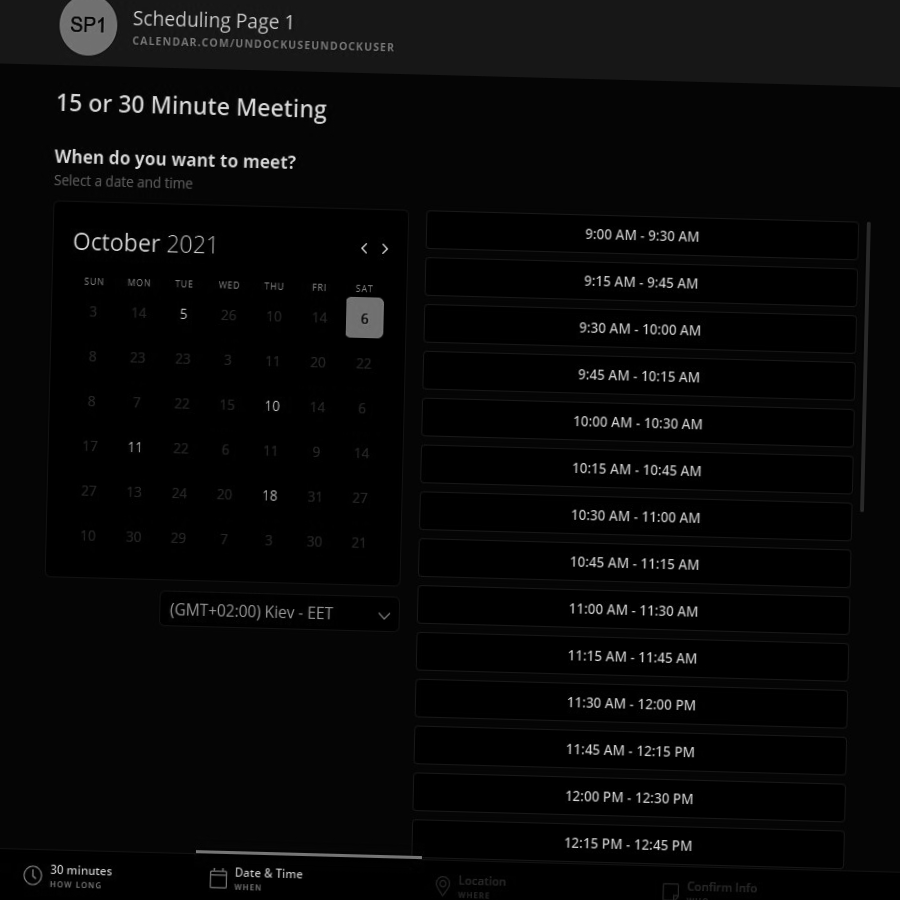 SP1
Scheduling Page 1
CALENDAR.COM/UNDOCKUSEUNDOCKUSER
15 or 30 Minute Meeting
When do you want to meet?
Select a date and time
October 2021
SUN MON TUE WED THU FRI SAT
3 14 5 26 10 14 6
8 23 23 3 11 20 22
8 7 22 15 10 14 6
17 11 22 6 11 9 14
27 13 24 20 18 31 27
10 30 29 7 3 30 21
(GMT+02:00) Kiev - EET
9:00 AM - 9:30 AM
9:15 AM - 9:45 AM
9:30 AM - 10:00 AM
9:45 AM - 10:15 AM
10:00 AM - 10:30 AM
10:15 AM - 10:45 AM
10:30 AM - 11:00 AM
10:45 AM - 11:15 AM
11:00 AM - 11:30 AM
11:15 AM - 11:45 AM
11:30 AM - 12:00 PM
11:45 AM - 12:15 PM
12:00 PM - 12:30 PM
12:15 PM - 12:45 PM
30 minutes
HOW LONG
Date & Time
WHEN
Location
WHERE
Confirm Info